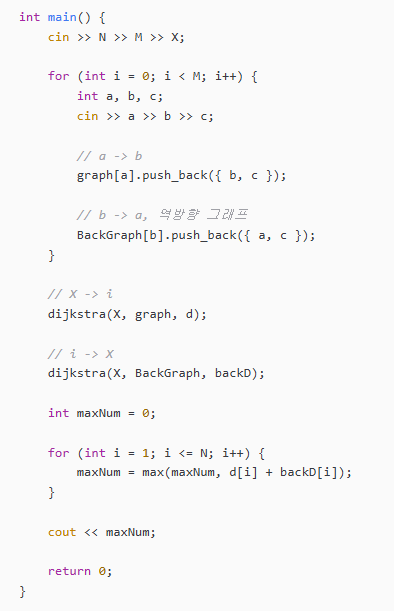 int main() {
    cin >> N >> M >> X;

    for (int i = 0; i < M; i++) {
        int a, b, c;
        cin >> a >> b >> c;

        // a -> b
        graph[a].push_back({ b, c });

        // b -> a, 역방향 그래프
        BackGraph[b].push_back({ a, c });
    }

    // X -> i
    dijkstra(X, graph, d);

    // i -> X
    dijkstra(X, BackGraph, backD);

    int maxNum = 0;

    for (int i = 1; i <= N; i++) {
        maxNum = max(maxNum, d[i] + backD[i]);
    }

    cout << maxNum;

    return 0;
}